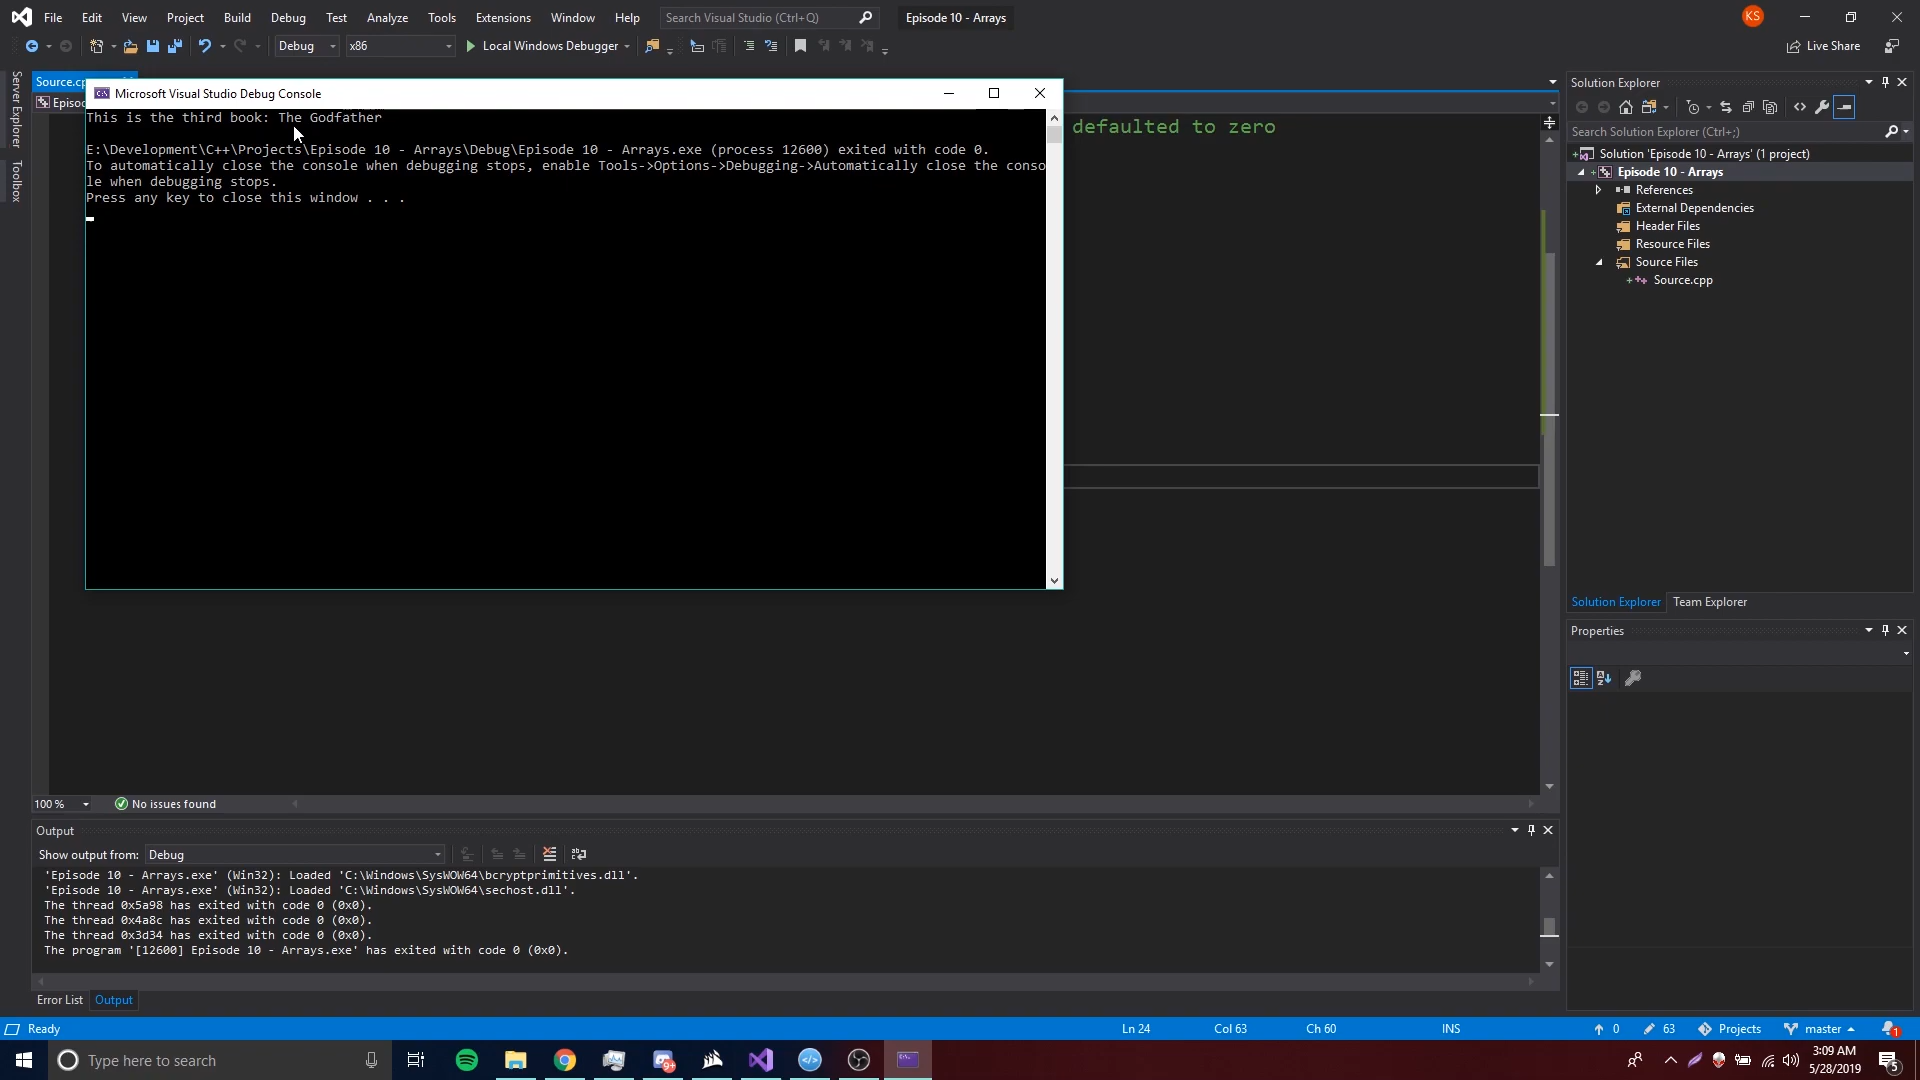 File Edit View Project Build Debug Test Analyze Tools Extensions Window Help Search Visual Studio (Ctrl+Q) Episode 10 - Arrays KS
Debug x86 Local Windows Debugger Live Share
Server Explorer
Toolbox
Source.cp
Episod
Microsoft Visual Studio Debug Console
This is the third book: The Godfather
E:\Development\C++\Projects\Episode 10 - Arrays\Debug\Episode 10 - Arrays.exe (process 12600) exited with code 0.
To automatically close the console when debugging stops, enable Tools->Options->Debugging->Automatically close the conso
le when debugging stops.
Press any key to close this window . . .
defaulted to zero
Solution Explorer
Search Solution Explorer (Ctrl+;)
Solution 'Episode 10 - Arrays' (1 project)
Episode 10 - Arrays
References
External Dependencies
Header Files
Resource Files
Source Files
Source.cpp
Solution Explorer Team Explorer
Properties
100 % No issues found
Output
Show output from: Debug
'Episode 10 - Arrays.exe' (Win32): Loaded 'C:\Windows\SysWOW64\bcryptprimitives.dll'.
'Episode 10 - Arrays.exe' (Win32): Loaded 'C:\Windows\SysWOW64\sechost.dll'.
The thread 0x5a98 has exited with code 0 (0x0).
The thread 0x4a8c has exited with code 0 (0x0).
The thread 0x3d34 has exited with code 0 (0x0).
The program '[12600] Episode 10 - Arrays.exe' has exited with code 0 (0x0).
Error List Output
Ready Ln 24 Col 63 Ch 60 INS 0 63 Projects master 1
Type here to search 3:09 AM
5/28/2019 5